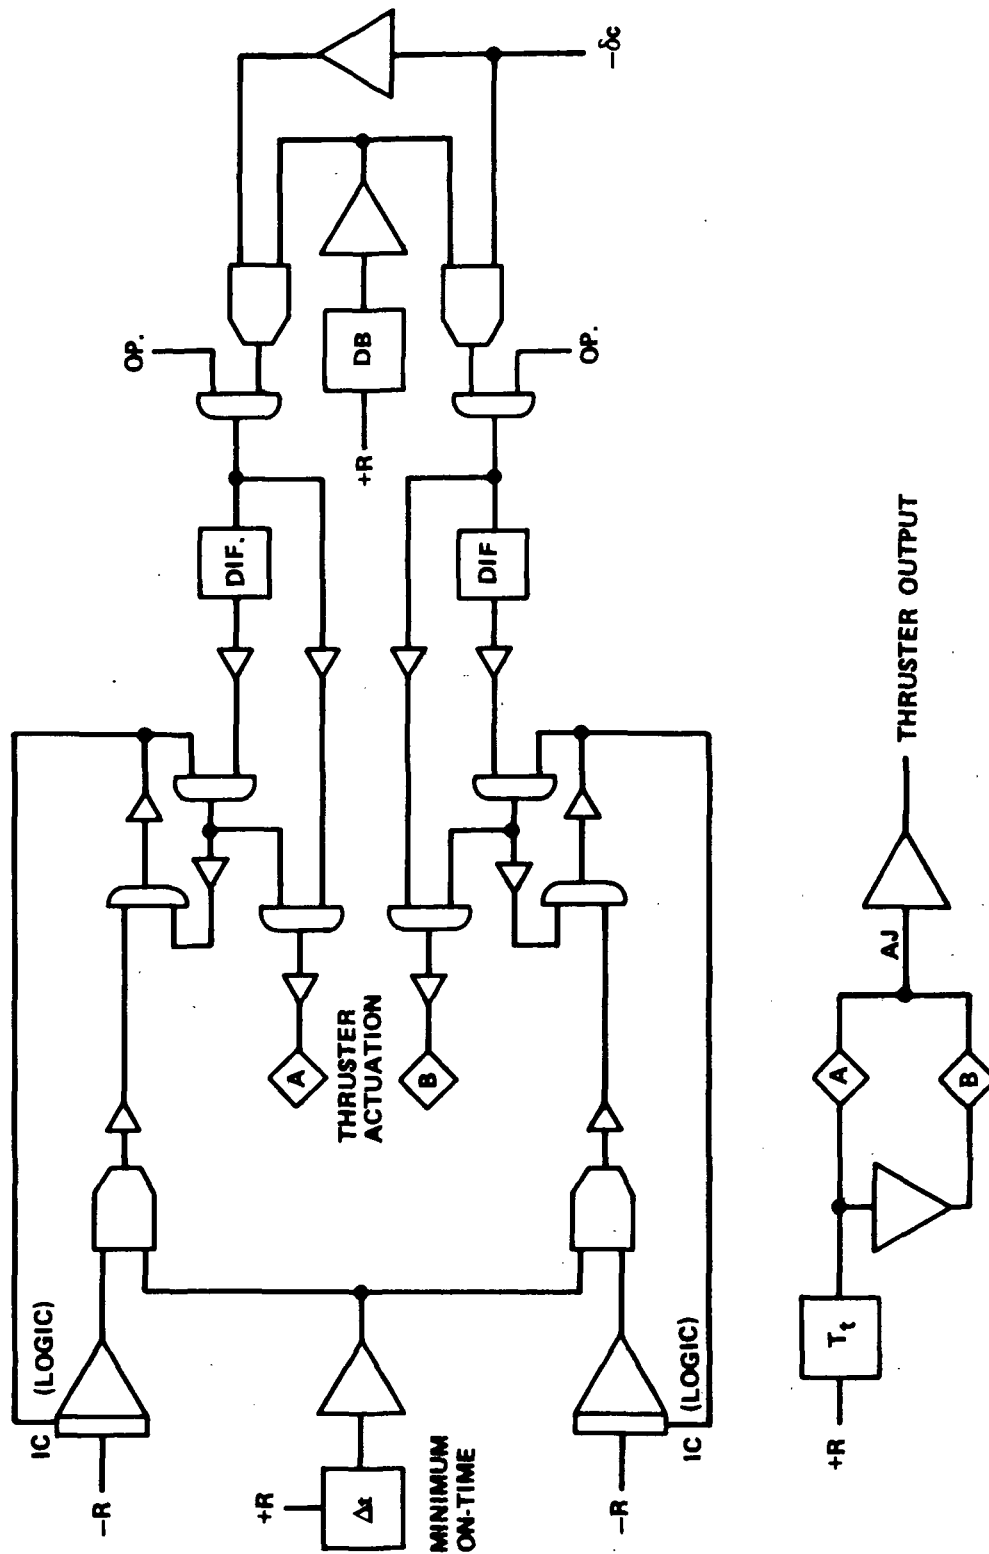 IC
(LOGIC)
-R
+R
Δt
MINIMUM
ON-TIME
-R
IC
(LOGIC)
THRUSTER
ACTUATION
A
B
DIF.
DIF
OP.
OP.
+R
DB
-δc
+R
Tt
A
B
AJ
THRUSTER OUTPUT